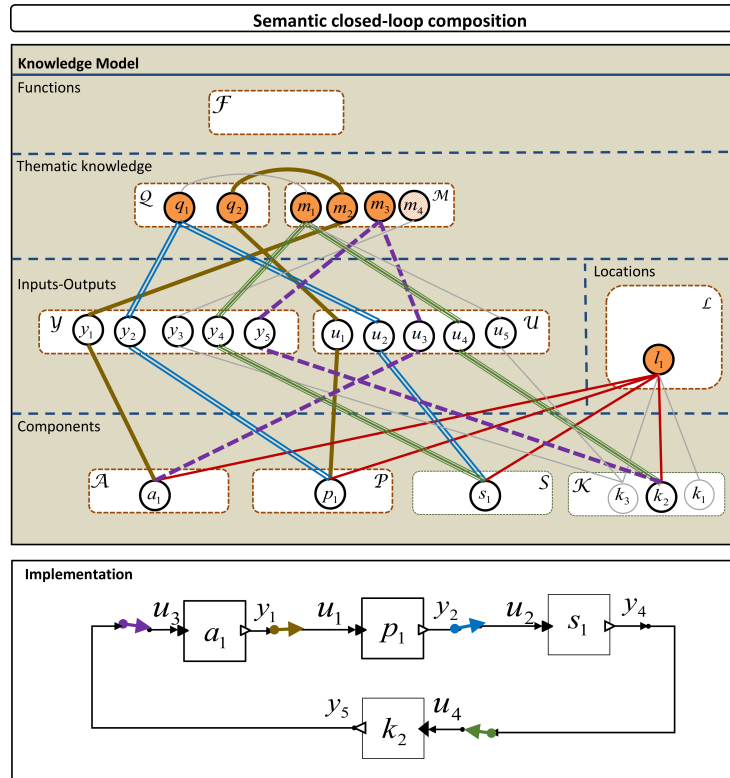 Semantic closed-loop composition
Knowledge Model
Functions
ℱ
Thematic knowledge
𝒬 q₁ q₂ m₁ m₂ m₃ m₄ ℳ
Inputs-Outputs
Locations
ℒ
𝒴 y₁ y₂ y₃ y₄ y₅ u₁ u₂ u₃ u₄ u₅ 𝒰
l₁
Components
𝒜 a₁ p₁ 𝒫 s₁ 𝒮 𝒦 k₃ k₂ k₁
Implementation
u₃ a₁ y₁ u₁ p₁ y₂ u₂ s₁ y₄
y₅ k₂ u₄